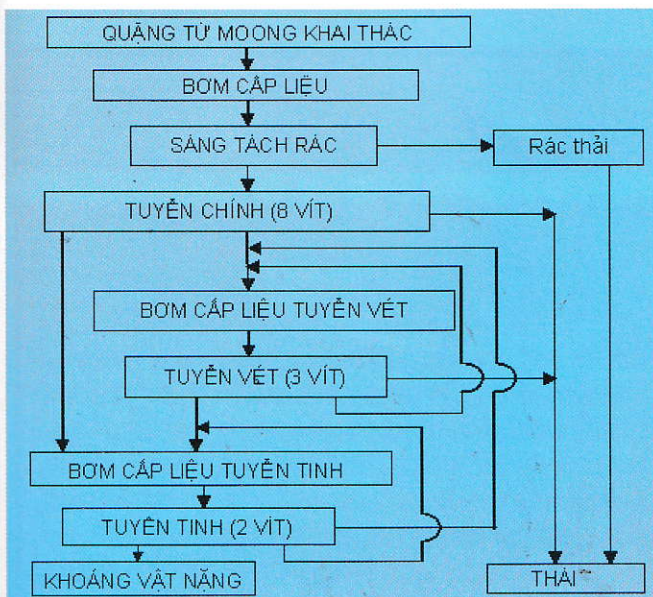 QUẶNG TỪ MOONG KHAI THÁC
BƠM CẤP LIỆU
SÀNG TÁCH RÁC
Rác thải
TUYỂN CHÍNH (8 VÍT)
BƠM CẤP LIỆU TUYỂN VÉT
TUYỂN VÉT (3 VÍT)
BƠM CẤP LIỆU TUYỂN TINH
TUYỂN TINH (2 VÍT)
KHOÁNG VẬT NẶNG
THẢI